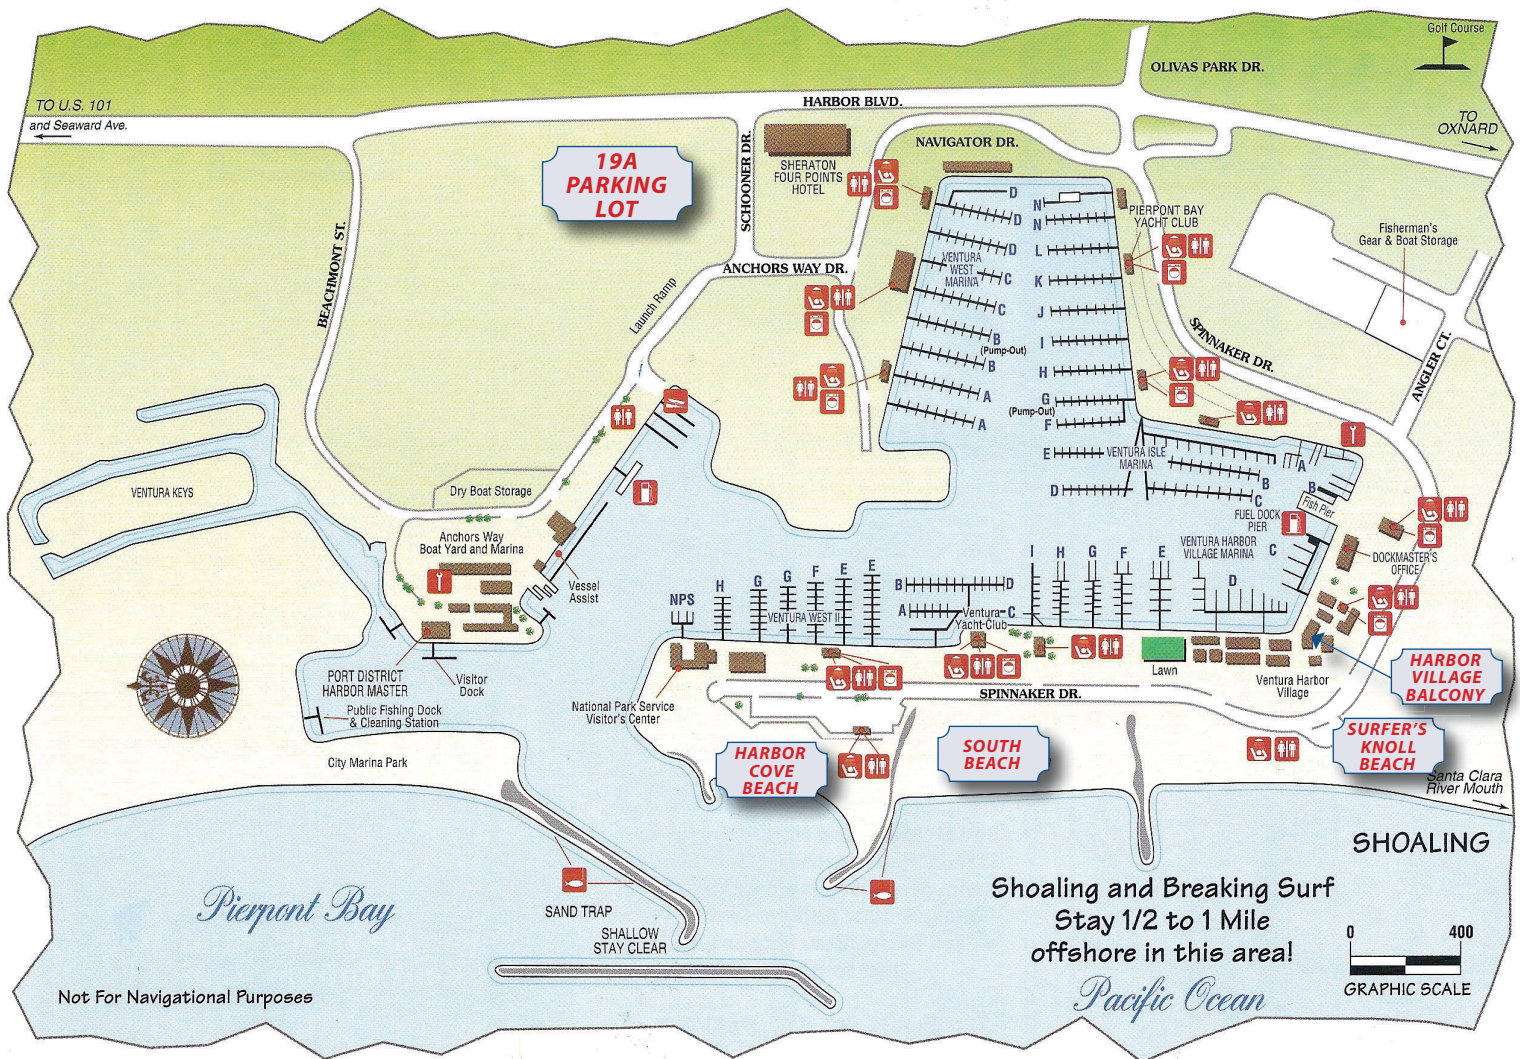 Golf Course
OLIVAS PARK DR.
TO U.S. 101
and Seaward Ave.
HARBOR BLVD.
TO
OXNARD
19A
PARKING
LOT
SCHOONER DR.
SHERATON
FOUR POINTS
HOTEL
NAVIGATOR DR.
D
N
D
N
PIERPONT BAY
YACHT CLUB
Fisherman's
Gear & Boat Storage
BEACHMONT ST.
ANCHORS WAY DR.
D
L
VENTURA
WEST
MARINA
C
K
Launch Ramp
C
J
SPINNAKER DR.
ANGLER CT.
B
(Pump-Out)
I
B
H
A
G
(Pump-Out)
A
F
E
VENTURA ISLE
MARINA
A
B
B
D
C
Fish Pier
VENTURA KEYS
Dry Boat Storage
FUEL DOCK
PIER
Anchors Way
Boat Yard and Marina
VENTURA HARBOR
VILLAGE MARINA
C
DOCKMASTER'S
OFFICE
Vessel
Assist
NPS
H
G
G
F
E
E
VENTURA WEST II
B
D
A
C
Ventura
Yacht Club
I
H
G
F
E
D
PORT DISTRICT
HARBOR MASTER
Visitor
Dock
Public Fishing Dock
& Cleaning Station
National Park Service
Visitor's Center
SPINNAKER DR.
Lawn
Ventura Harbor
Village
HARBOR
VILLAGE
BALCONY
City Marina Park
HARBOR
COVE
BEACH
SOUTH
BEACH
SURFER'S
KNOLL
BEACH
Santa Clara
River Mouth
SHOALING
Pierpont Bay
SAND TRAP
SHALLOW
STAY CLEAR
Shoaling and Breaking Surf
Stay 1/2 to 1 Mile
offshore in this area!
Pacific Ocean
0
400
GRAPHIC SCALE
Not For Navigational Purposes